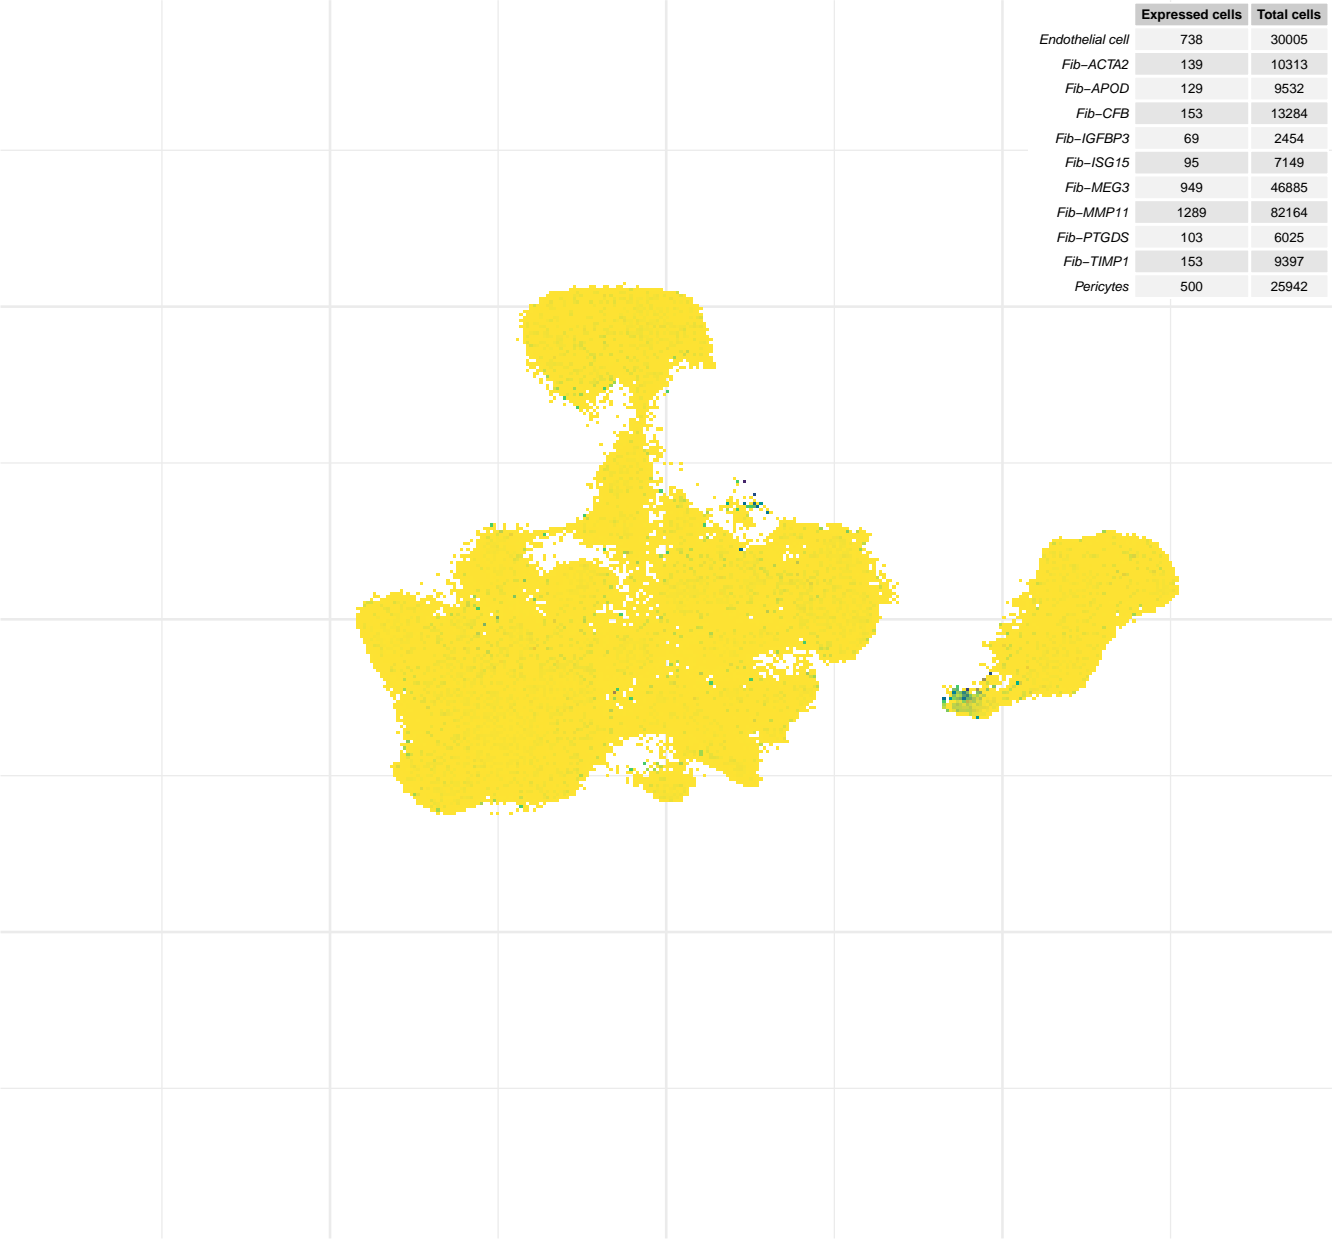 Expressed cells Total cells
Endothelial cell 738 30005
Fib−ACTA2 139 10313
Fib−APOD 129 9532
Fib−CFB 153 13284
Fib−IGFBP3 69 2454
Fib−ISG15 95 7149
Fib−MEG3 949 46885
Fib−MMP11 1289 82164
Fib−PTGDS 103 6025
Fib−TIMP1 153 9397
Pericytes 500 25942